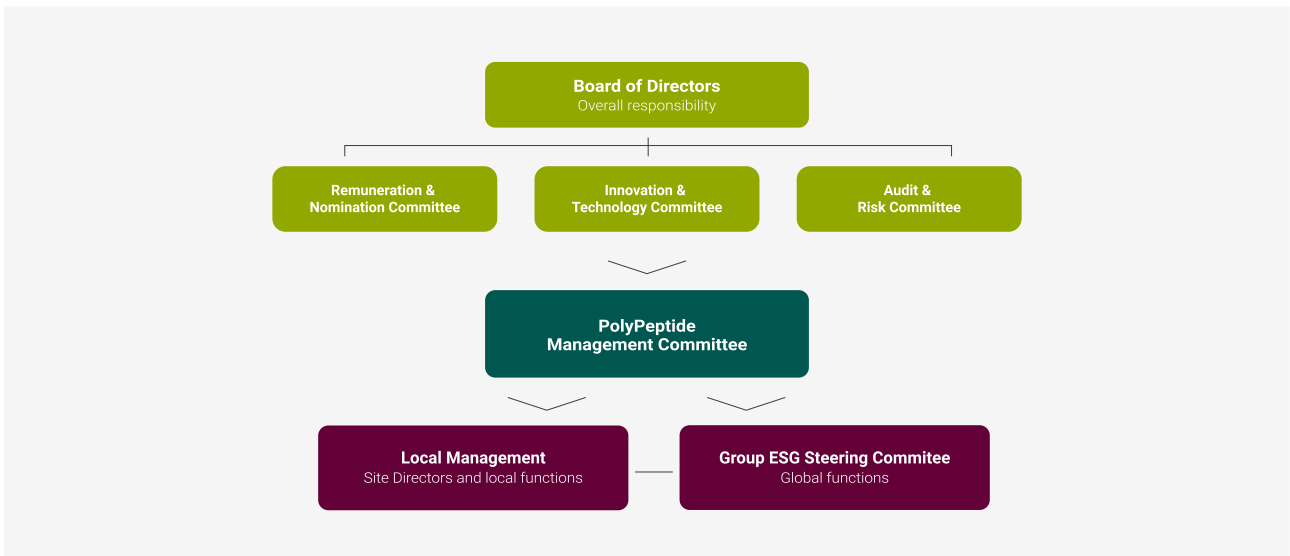 Board of Directors
Overall responsibility
Remuneration &
Nomination Committee
Innovation &
Technology Committee
Audit &
Risk Committee
PolyPeptide
Management Committee
Local Management
Site Directors and local functions
Group ESG Steering Commitee
Global functions